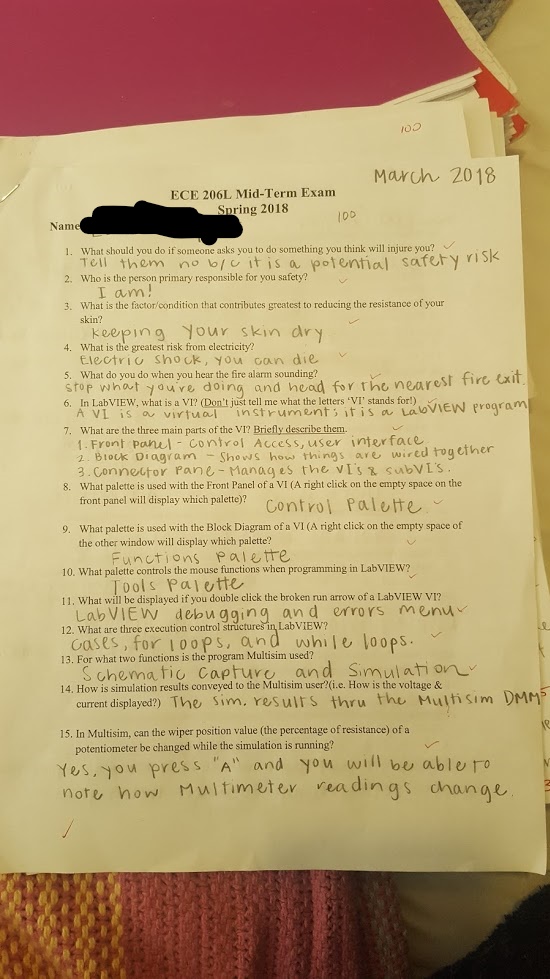 100
March 2018
ECE 206L Mid-Term Exam
Spring 2018
100
Name
1. What should you do if someone asks you to do something you think will injure you?
Tell them no b/c it is a potential safety risk
2. Who is the person primary responsible for you safety?
I am!
3. What is the factor/condition that contributes greatest to reducing the resistance of your
skin?
Keeping your skin dry
4. What is the greatest risk from electricity?
Electric shock, you can die
5. What do you do when you hear the fire alarm sounding?
Stop what you're doing and head for the nearest fire exit.
6. In LabVIEW, what is a VI? (Don't just tell me what the letters 'VI' stands for!)
A VI is a virtual instrument; it is a LabVIEW program
7. What are the three main parts of the VI? Briefly describe them.
1. Front panel - Control Access, user interface
2. Block Diagram - Shows how things are wired together
3. Connector Pane - Manages the VI's & subVI's.
8. What palette is used with the Front Panel of a VI (A right click on the empty space on the
front panel will display which palette)?
Control Palette
9. What palette is used with the Block Diagram of a VI (A right click on the empty space of
the other window will display which palette?
Functions Palette
10. What palette controls the mouse functions when programming in LabVIEW?
Tools Palette
11. What will be displayed if you double click the broken run arrow of a LabVIEW VI?
LabVIEW debugging and errors menu
12. What are three execution control structures in LabVIEW?
Cases, for loops, and while loops.
13. For what two functions is the program Multisim used?
Schematic Capture and Simulation
14. How is simulation results conveyed to the Multisim user?(i.e. How is the voltage &
current displayed?) The sim. results thru the Multisim DMM's
15. In Multisim, can the wiper position value (the percentage of resistance) of a
potentiometer be changed while the simulation is running?
Yes, you press "A" and you will be able to
note how Multimeter readings change.